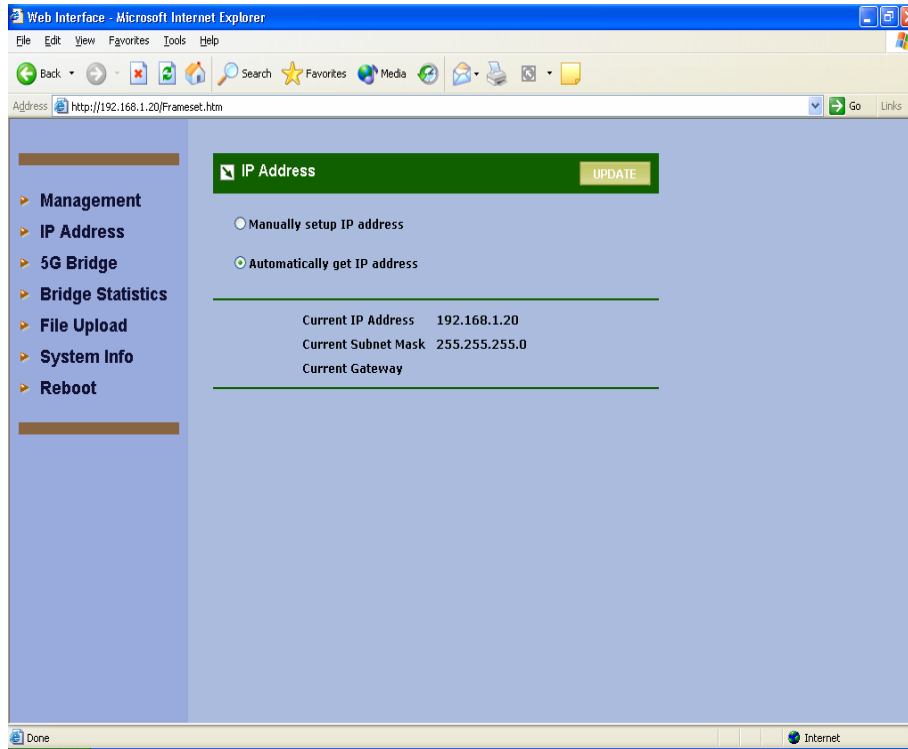 Web Interface - Microsoft Internet Explorer
File Edit View Favorites Tools Help
Back Search Favorites Media
Address http://192.168.1.20/Frameset.htm Go Links
IP Address UPDATE
Management
IP Address
5G Bridge
Bridge Statistics
File Upload
System Info
Reboot
Manually setup IP address
Automatically get IP address
Current IP Address 192.168.1.20
Current Subnet Mask 255.255.255.0
Current Gateway
Done Internet